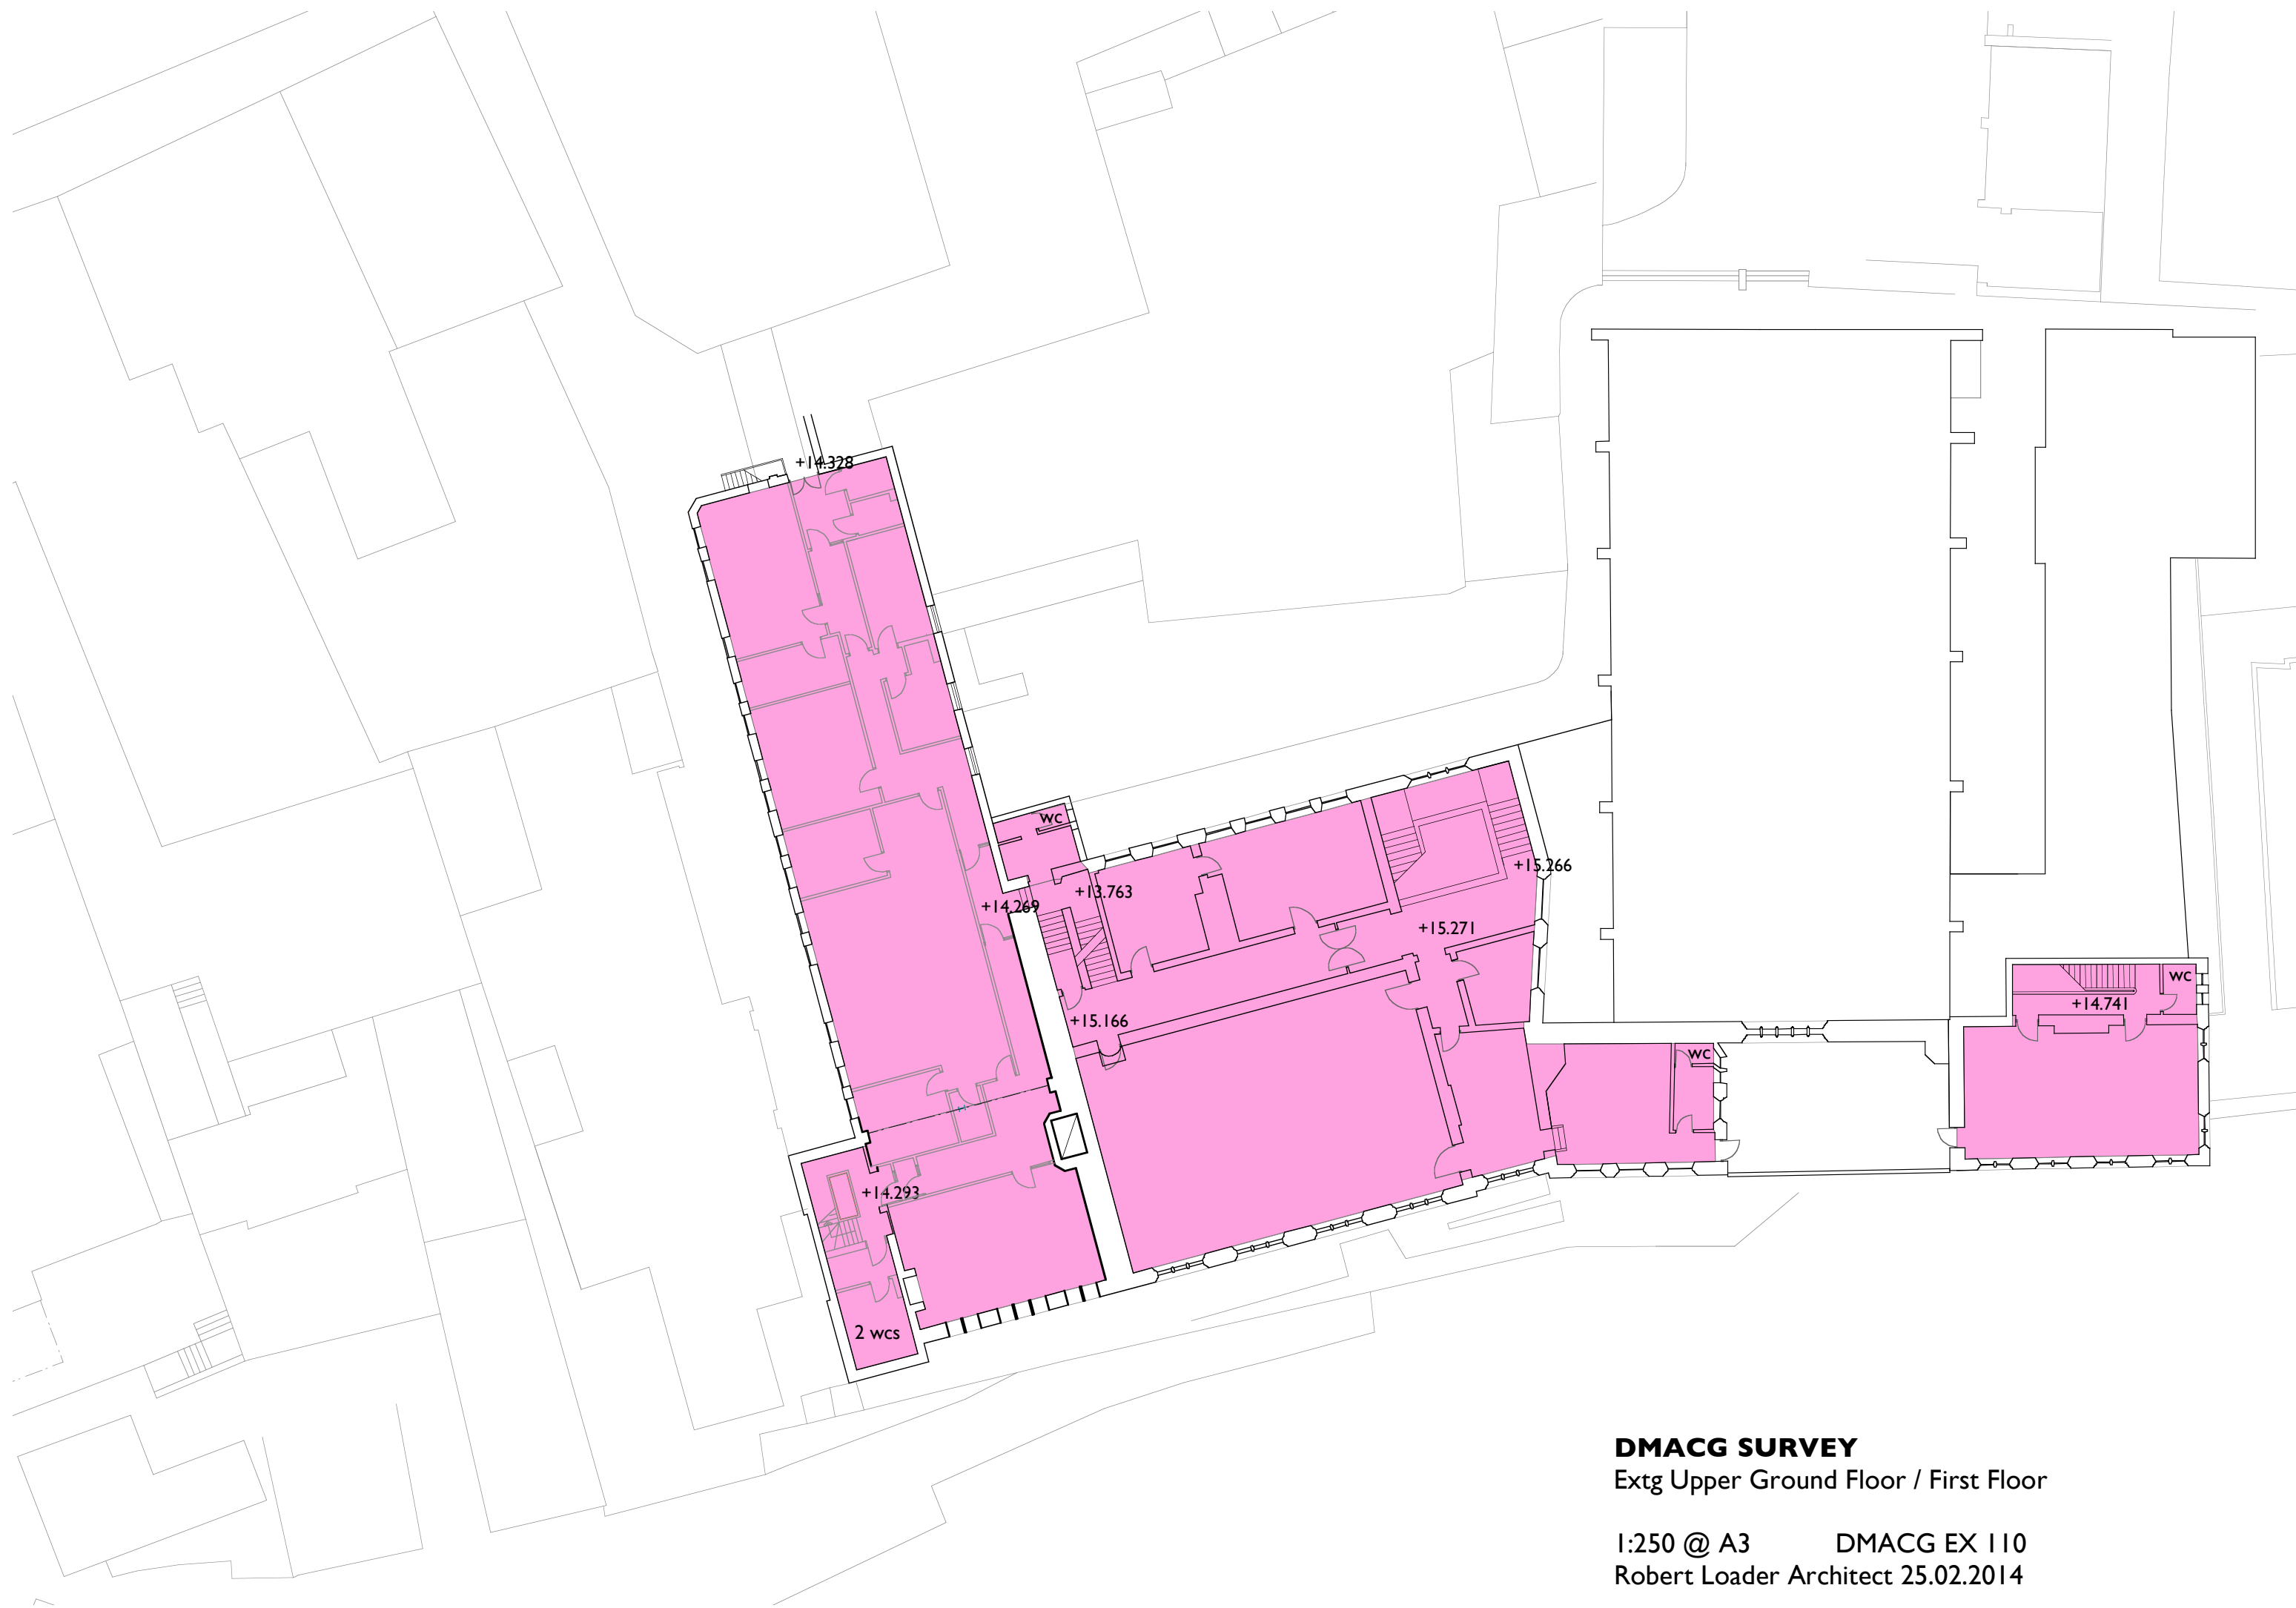 +14.328
WC
+13.763
+15.266
+14.269
+15.271
WC
+14.741
+15.166
WC
+14.293
2 wcs
DMACG SURVEY
Extg Upper Ground Floor / First Floor
1:250 @ A3 DMACG EX 110
Robert Loader Architect 25.02.2014